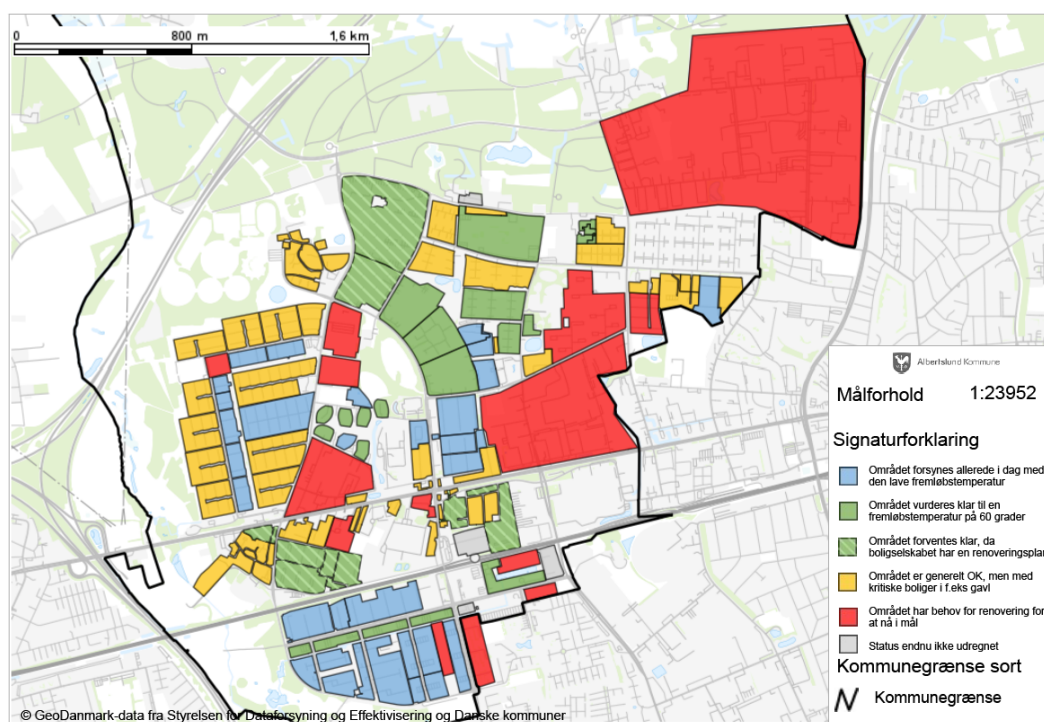 0 800 m 1,6 km
Albertslund Kommune
Målforhold 1:23952
Signaturforklaring
Området forsynes allerede i dag med
den lave fremløbstemperatur
Området vurderes klar til en
fremløbstemperatur på 60 grader
Området forventes klar, da
boligselskabet har en renoveringsplan
Området er generelt OK, men med
kritiske boliger i f.eks gavl
Området har behov for renovering for
at nå i mål
Status endnu ikke udregnet
Kommunegrænse sort
Kommunegrænse
© GeoDanmark-data fra Styrelsen for Dataforsyning og Effektivisering og Danske kommuner